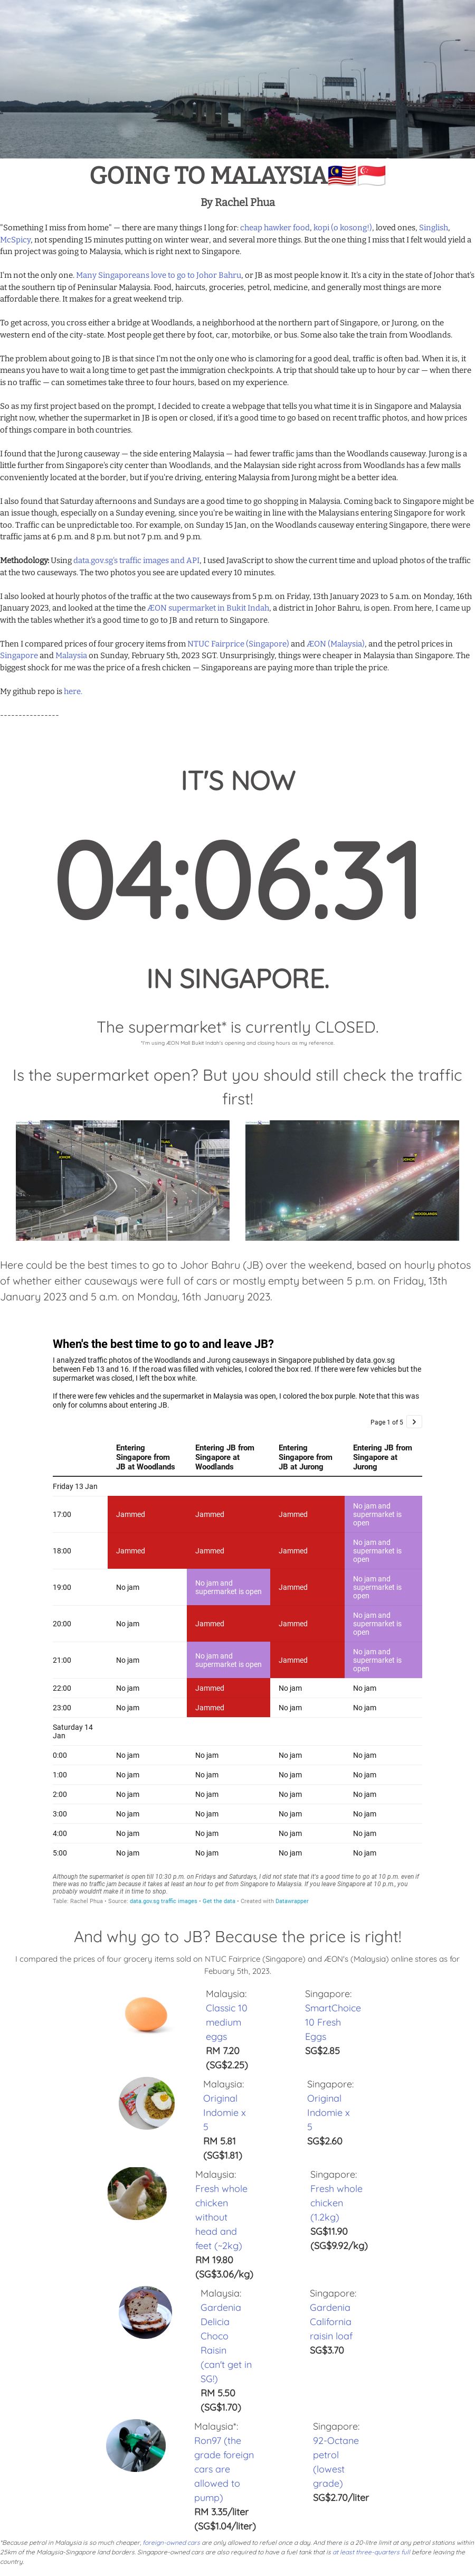 GOING TO MALAYSIA🇲🇾🇸🇬
By Rachel Phua
"Something I miss from home" — there are many things I long for: cheap hawker food, kopi (o kosong!), loved ones, Singlish,
McSpicy, not spending 15 minutes putting on winter wear, and several more things. But the one thing I miss that I felt would yield a
fun project was going to Malaysia, which is right next to Singapore.
I'm not the only one. Many Singaporeans love to go to Johor Bahru, or JB as most people know it. It's a city in the state of Johor that's
at the southern tip of Peninsular Malaysia. Food, haircuts, groceries, petrol, medicine, and generally most things are more
affordable there. It makes for a great weekend trip.
To get across, you cross either a bridge at Woodlands, a neighborhood at the northern part of Singapore, or Jurong, on the
western end of the city-state. Most people get there by foot, car, motorbike, or bus. Some also take the train from Woodlands.
The problem about going to JB is that since I'm not the only one who is clamoring for a good deal, traffic is often bad. When it is, it
means you have to wait a long time to get past the immigration checkpoints. A trip that should take up to hour by car — when there
is no traffic — can sometimes take three to four hours, based on my experience.
So as my first project based on the prompt, I decided to create a webpage that tells you what time it is in Singapore and Malaysia
right now, whether the supermarket in JB is open or closed, if it's a good time to go based on recent traffic photos, and how prices
of things compare in both countries.
I found that the Jurong causeway — the side entering Malaysia — had fewer traffic jams than the Woodlands causeway. Jurong is a
little further from Singapore's city center than Woodlands, and the Malaysian side right across from Woodlands has a few malls
conveniently located at the border, but if you're driving, entering Malaysia from Jurong might be a better idea.
I also found that Saturday afternoons and Sundays are a good time to go shopping in Malaysia. Coming back to Singapore might be
an issue though, especially on a Sunday evening, since you're be waiting in line with the Malaysians entering Singapore for work
too. Traffic can be unpredictable too. For example, on Sunday 15 Jan, on the Woodlands causeway entering Singapore, there were
traffic jams at 6 p.m. and 8 p.m. but not 7 p.m. and 9 p.m.
Methodology: Using data.gov.sg's traffic images and API, I used JavaScript to show the current time and upload photos of the traffic
at the two causeways. The two photos you see are updated every 10 minutes.
I also looked at hourly photos of the traffic at the two causeways from 5 p.m. on Friday, 13th January 2023 to 5 a.m. on Monday, 16th
January 2023, and looked at the time the ÆON supermarket in Bukit Indah, a district in Johor Bahru, is open. From here, I came up
with the tables whether it's a good time to go to JB and return to Singapore.
Then I compared prices of four grocery items from NTUC Fairprice (Singapore) and ÆON (Malaysia), and the petrol prices in
Singapore and Malaysia on Sunday, February 5th, 2023 SGT. Unsurprisingly, things were cheaper in Malaysia than Singapore. The
biggest shock for me was the price of a fresh chicken — Singaporeans are paying more than triple the price.
My github repo is here.
----------------
IT'S NOW
04:06:31
IN SINGAPORE.
The supermarket* is currently CLOSED.
*I'm using ÆON Mall Bukit Indah's opening and closing hours as my reference.
Is the supermarket open? But you should still check the traffic
first!
JOHOR
WOODLANDS
Here could be the best times to go to Johor Bahru (JB) over the weekend, based on hourly photos
of whether either causeways were full of cars or mostly empty between 5 p.m. on Friday, 13th
January 2023 and 5 a.m. on Monday, 16th January 2023.
When's the best time to go to and leave JB?
I analyzed traffic photos of the Woodlands and Jurong causeways in Singapore published by data.gov.sg
between Feb 13 and 16. If the road was filled with vehicles, I colored the box red. If there were few vehicles but the
supermarket was closed, I left the box white.
If there were few vehicles and the supermarket in Malaysia was open, I colored the box purple. Note that this was
only for columns about entering JB.
Page 1 of 5 >
Entering Singapore from JB at Woodlands
Entering JB from Singapore at Woodlands
Entering Singapore from JB at Jurong
Entering JB from Singapore at Jurong
Friday 13 Jan
17:00 Jammed Jammed Jammed No jam and supermarket is open
18:00 Jammed Jammed Jammed No jam and supermarket is open
19:00 No jam No jam and supermarket is open Jammed No jam and supermarket is open
20:00 No jam Jammed Jammed No jam and supermarket is open
21:00 No jam No jam and supermarket is open Jammed No jam and supermarket is open
22:00 No jam Jammed No jam No jam
23:00 No jam Jammed No jam No jam
Saturday 14
Jan
0:00 No jam No jam No jam No jam
1:00 No jam No jam No jam No jam
2:00 No jam No jam No jam No jam
3:00 No jam No jam No jam No jam
4:00 No jam No jam No jam No jam
5:00 No jam No jam No jam No jam
Although the supermarket is open till 10:30 p.m. on Fridays and Saturdays, I did not state that it's a good time to go at 10 p.m. even if
there was no traffic jam because it takes at least an hour to get from Singapore to Malaysia. If you leave Singapore at 10 p.m., you
probably wouldn't make it in time to shop.
Table: Rachel Phua • Source: data.gov.sg traffic images • Get the data • Created with Datawrapper
And why go to JB? Because the price is right!
I compared the prices of four grocery items sold on NTUC Fairprice (Singapore) and ÆON's (Malaysia) online stores as for
Febuary 5th, 2023.
Malaysia:
Classic 10
medium
eggs
RM 7.20
(SG$2.25)
Singapore:
SmartChoice
10 Fresh
Eggs
SG$2.85
Malaysia:
Original
Indomie x
5
RM 5.81
(SG$1.81)
Singapore:
Original
Indomie x
5
SG$2.60
Malaysia:
Fresh whole
chicken
without
head and
feet (~2kg)
RM 19.80
(SG$3.06/kg)
Singapore:
Fresh whole
chicken
(1.2kg)
SG$11.90
(SG$9.92/kg)
Malaysia:
Gardenia
Delicia
Choco
Raisin
(can't get in
SG!)
RM 5.50
(SG$1.70)
Singapore:
Gardenia
California
raisin loaf
SG$3.70
Malaysia*:
Ron97 (the
grade foreign
cars are
allowed to
pump)
RM 3.35/liter
(SG$1.04/liter)
Singapore:
92-Octane
petrol
(lowest
grade)
SG$2.70/liter
*Because petrol in Malaysia is so much cheaper, foreign-owned cars are only allowed to refuel once a day. And there is a 20-litre limit at any petrol stations within
25km of the Malaysia-Singapore land borders. Singapore-owned cars are also required to have a fuel tank that is at least three-quarters full before leaving the
country.